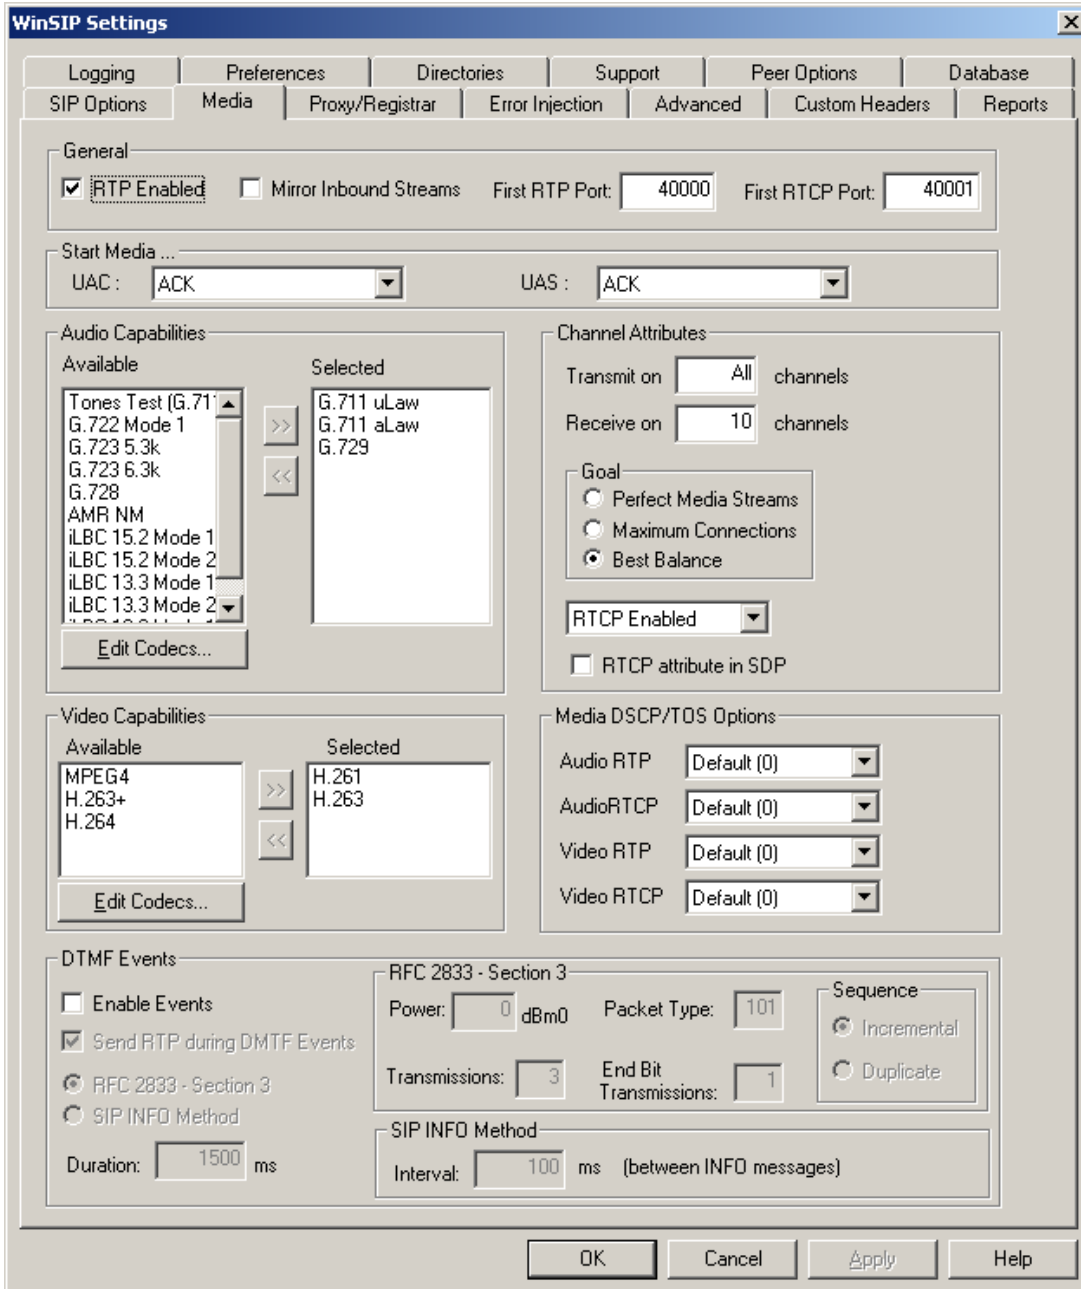 WinSIP Settings
Logging Preferences Directories Support Peer Options Database
SIP Options Media Proxy/Registrar Error Injection Advanced Custom Headers Reports
General
RTP Enabled Mirror Inbound Streams First RTP Port: 40000 First RTCP Port: 40001
Start Media ...
UAC : ACK UAS : ACK
Audio Capabilities
Available Selected
Tones Test (G.711
G.722 Mode 1
G.723 5.3k
G.723 6.3k
G.728
AMR NM
iLBC 15.2 Mode 1
iLBC 15.2 Mode 2
iLBC 13.3 Mode 1
iLBC 13.3 Mode 2
>>
<<
G.711 uLaw
G.711 aLaw
G.729
Edit Codecs...
Channel Attributes
Transmit on All channels
Receive on 10 channels
Goal
Perfect Media Streams
Maximum Connections
Best Balance
RTCP Enabled
RTCP attribute in SDP
Video Capabilities
Available Selected
MPEG4
H.263+
H.264
>>
<<
H.261
H.263
Edit Codecs...
Media DSCP/TOS Options
Audio RTP Default (0)
AudioRTCP Default (0)
Video RTP Default (0)
Video RTCP Default (0)
DTMF Events
Enable Events
Send RTP during DMTF Events
RFC 2833 - Section 3
SIP INFO Method
Duration: 1500 ms
RFC 2833 - Section 3
Power: 0 dBm0 Packet Type: 101
Transmissions: 3 End Bit Transmissions: 1
Sequence
Incremental
Duplicate
SIP INFO Method
Interval: 100 ms (between INFO messages)
OK Cancel Apply Help